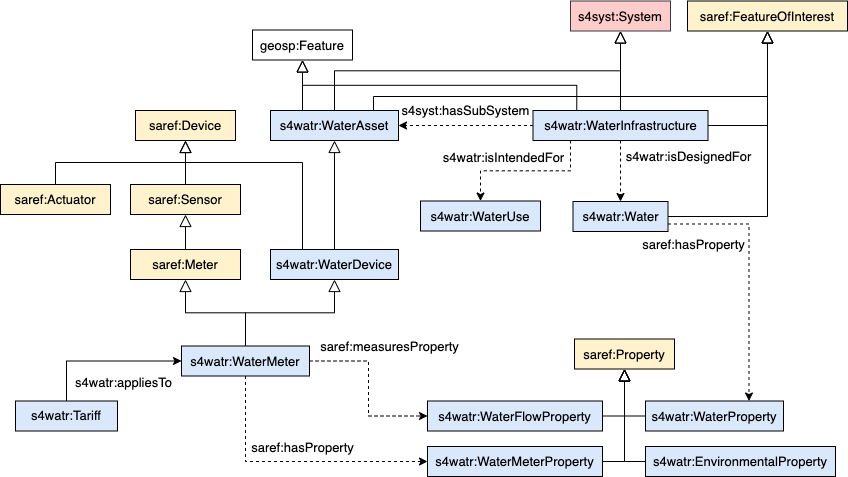 s4syst:System
saref:FeatureOfInterest
geosp:Feature
s4syst:hasSubSystem
saref:Device
s4watr:WaterAsset
s4watr:WaterInfrastructure
s4watr:isIntendedFor
s4watr:isDesignedFor
saref:Actuator
saref:Sensor
s4watr:WaterUse
s4watr:Water
saref:hasProperty
saref:Meter
s4watr:WaterDevice
saref:measuresProperty
saref:Property
s4watr:WaterMeter
s4watr:appliesTo
s4watr:Tariff
s4watr:WaterFlowProperty
s4watr:WaterProperty
saref:hasProperty
s4watr:WaterMeterProperty
s4watr:EnvironmentalProperty